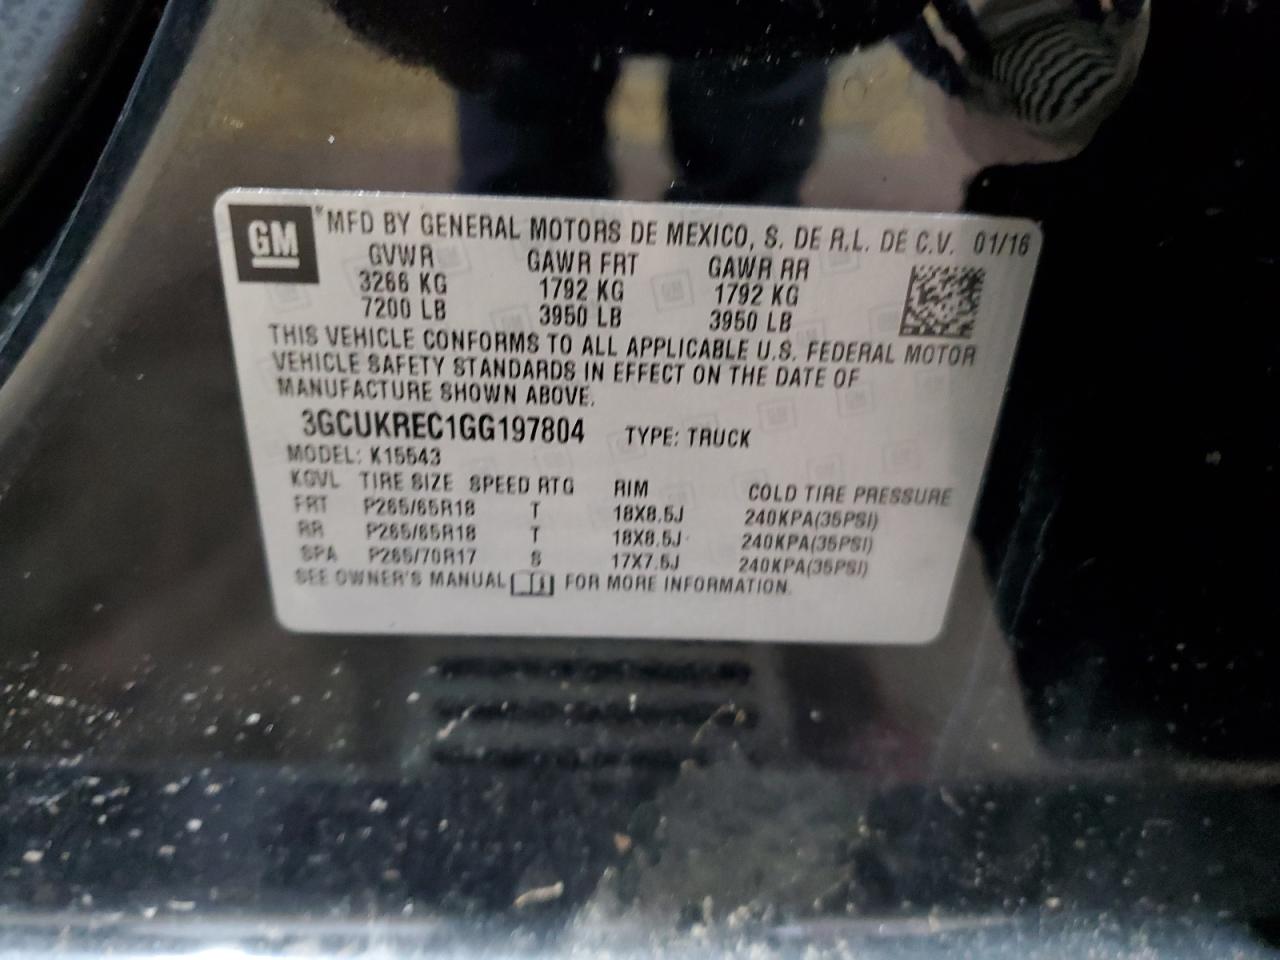 GM
MFD BY GENERAL MOTORS DE MEXICO, S. DE R.L. DE C.V. 01/16
GVWR GAWR FRT GAWR RR
3266 KG 1792 KG 1792 KG
7200 LB 3950 LB 3950 LB
THIS VEHICLE CONFORMS TO ALL APPLICABLE U.S. FEDERAL MOTOR
VEHICLE SAFETY STANDARDS IN EFFECT ON THE DATE OF
MANUFACTURE SHOWN ABOVE.
3GCUKREC1GG197804 TYPE: TRUCK
MODEL: K15543
KGVL TIRE SIZE SPEED RTG RIM COLD TIRE PRESSURE
FRT P265/65R18 T 18X8.5J 240KPA(35PSI)
RR P265/65R18 T 18X8.5J 240KPA(35PSI)
SPA P265/70R17 S 17X7.5J 240KPA(35PSI)
SEE OWNER'S MANUAL FOR MORE INFORMATION.